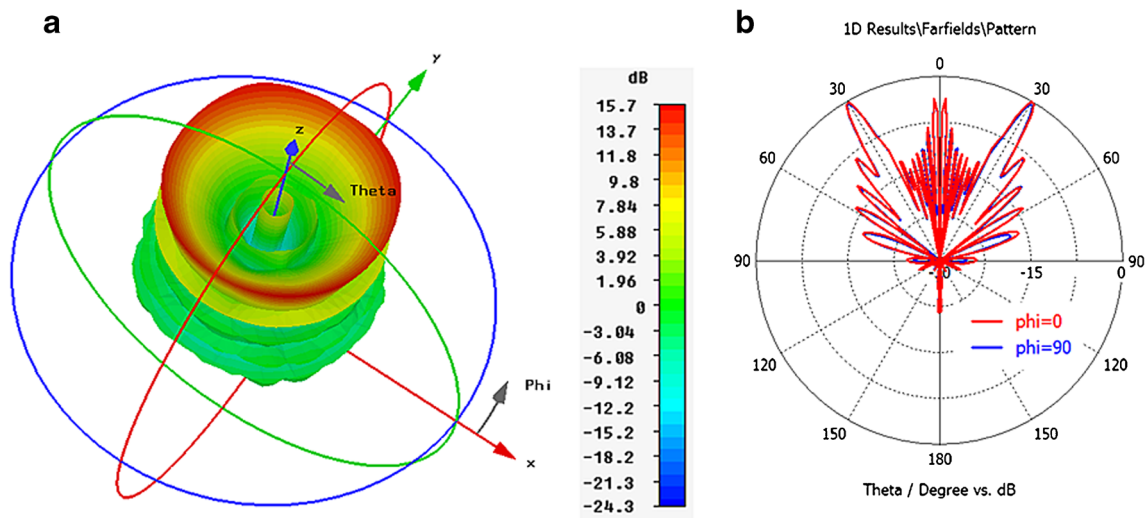 a
y
z
Theta
Phi
x
dB
15.7
13.7
11.8
9.8
7.84
5.88
3.92
1.96
0
-3.04
-6.08
-9.12
-12.2
-15.2
-18.2
-21.3
-24.3
b
1D Results\Farfields\Pattern
0
30
30
60
60
90
-15
0
90
phi=0
phi=90
120
120
150
150
180
Theta / Degree vs. dB